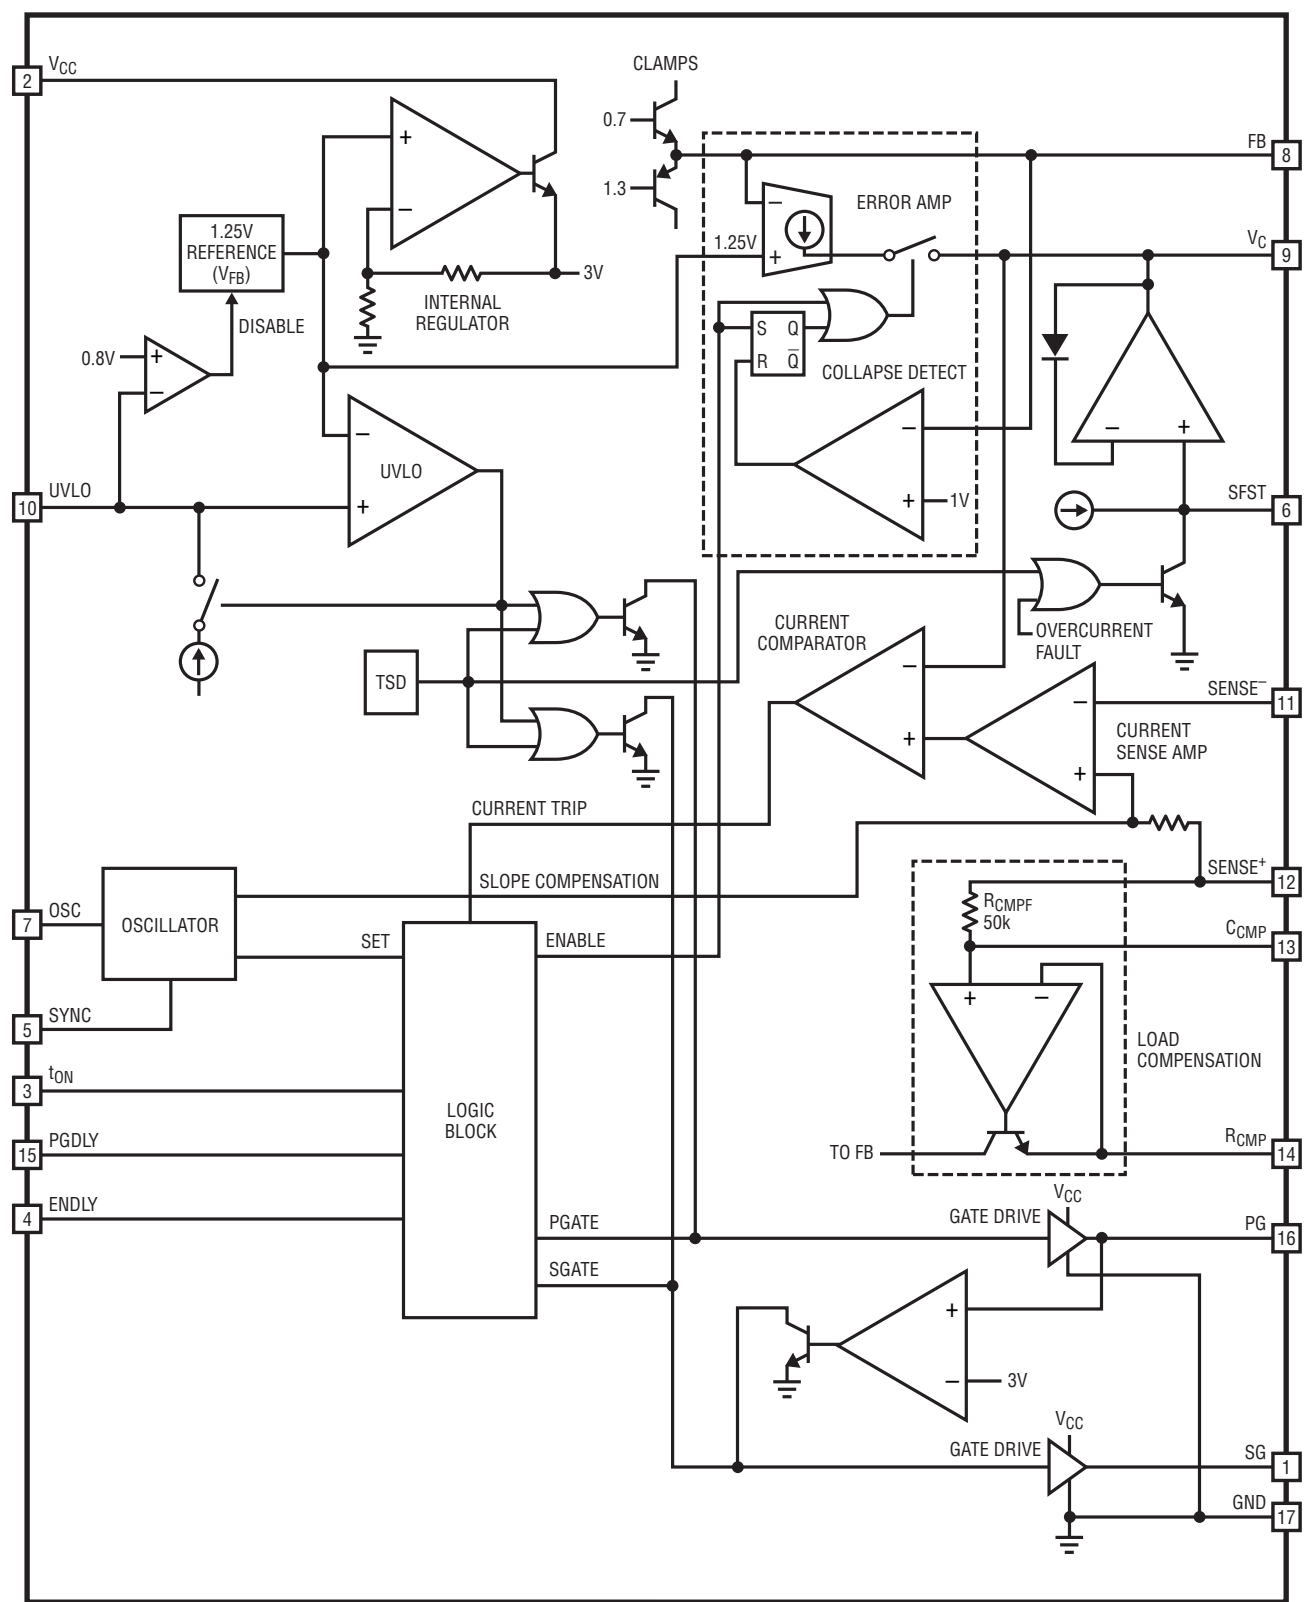 CLAMPS
VCC
2
0.7
FB
8
+
1.3
−
ERROR AMP
−
1.25V
REFERENCE
(VFB)
1.25V
+
VC
9
3V
INTERNAL
REGULATOR
DISABLE
S Q
R Q̅
0.8V
+
−
COLLAPSE DETECT
−
UVLO
+
−
+
−
+
1V
UVLO
10
SFST
6
CURRENT
COMPARATOR
−
+
OVERCURRENT
FAULT
TSD
SENSE−
11
−
+
CURRENT
SENSE AMP
CURRENT TRIP
SLOPE COMPENSATION
SENSE+
12
RCMPF
50k
OSC
7
OSCILLATOR
SET
ENABLE
CCMP
13
+
−
SYNC
5
LOAD
COMPENSATION
tON
3
LOGIC
BLOCK
PGDLY
15
TO FB
RCMP
14
ENDLY
4
VCC
PGATE
GATE DRIVE
PG
16
SGATE
+
−
3V
VCC
GATE DRIVE
SG
1
GND
17